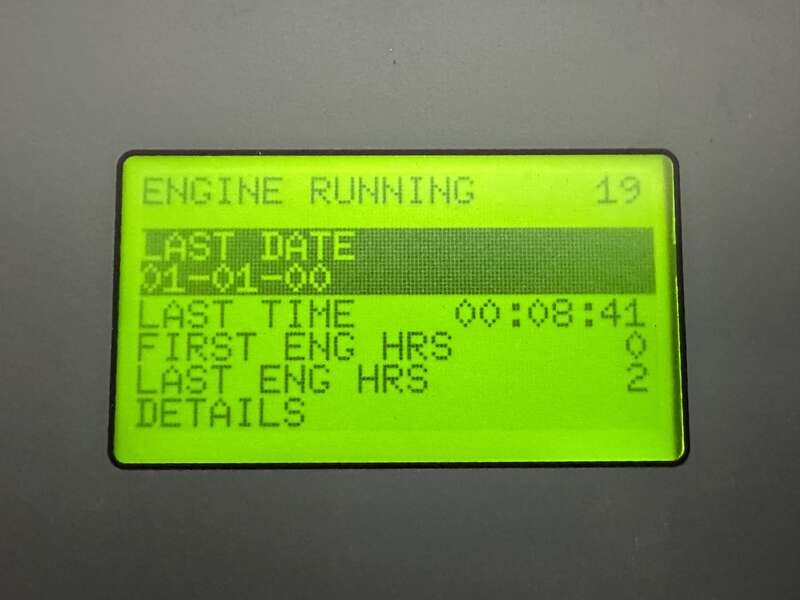 ENGINE RUNNING 19
LAST DATE
01-01-00
LAST TIME 00:08:41
FIRST ENG HRS 0
LAST ENG HRS 2
DETAILS